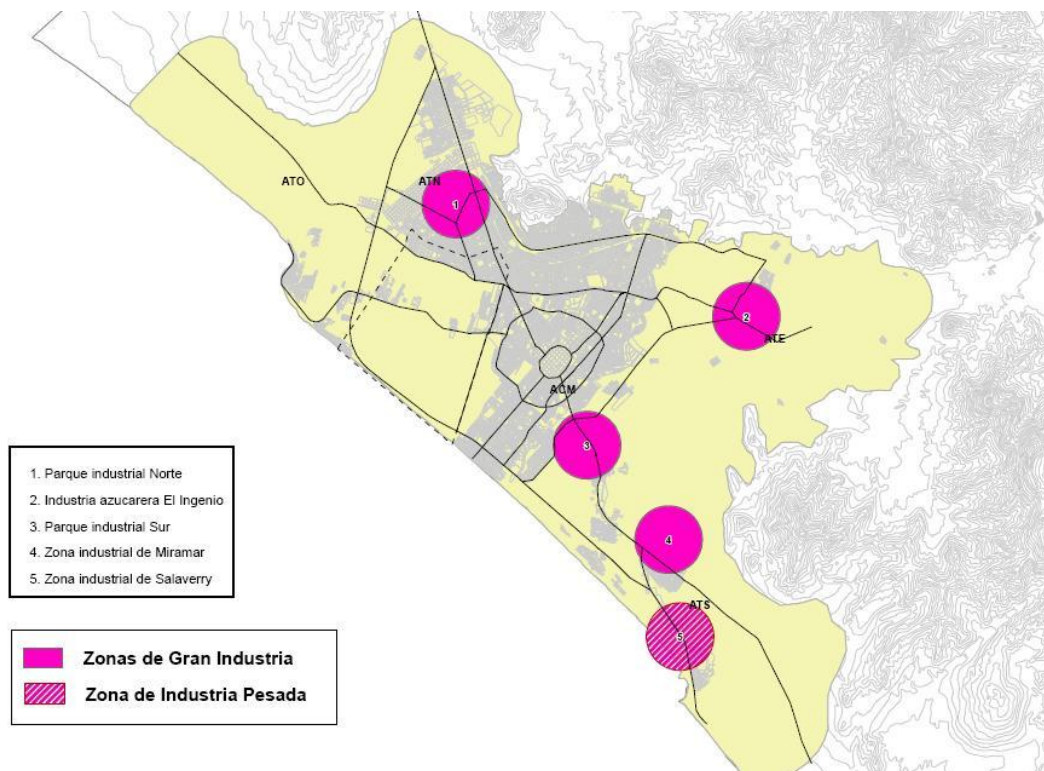 ATO
ATN
1
2
ATE
ACM
3
4
ATS
5
1. Parque industrial Norte
2. Industria azucarera El Ingenio
3. Parque industrial Sur
4. Zona industrial de Miramar
5. Zona industrial de Salaverry
Zonas de Gran Industria
Zona de Industria Pesada